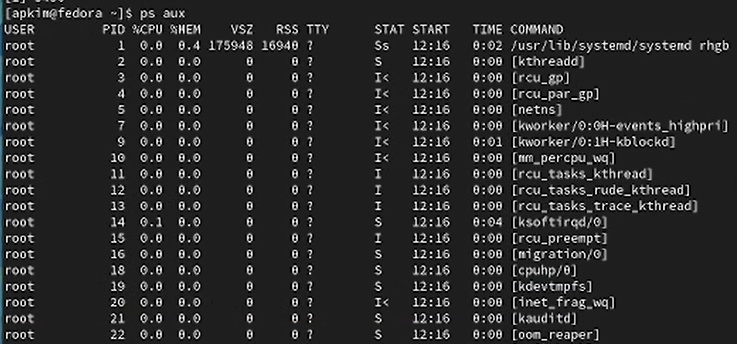 [apkim@fedora ~]$ ps aux
USER PID %CPU %MEM VSZ RSS TTY STAT START TIME COMMAND
root 1 0.0 0.4 175948 16940 ? Ss 12:16 0:02 /usr/lib/systemd/systemd rhgb
root 2 0.0 0.0 0 0 ? S 12:16 0:00 [kthreadd]
root 3 0.0 0.0 0 0 ? I< 12:16 0:00 [rcu_gp]
root 4 0.0 0.0 0 0 ? I< 12:16 0:00 [rcu_par_gp]
root 5 0.0 0.0 0 0 ? I< 12:16 0:00 [netns]
root 7 0.0 0.0 0 0 ? I< 12:16 0:00 [kworker/0:0H-events_highpri]
root 9 0.0 0.0 0 0 ? I< 12:16 0:01 [kworker/0:1H-kblockd]
root 10 0.0 0.0 0 0 ? I< 12:16 0:00 [mm_percpu_wq]
root 11 0.0 0.0 0 0 ? I 12:16 0:00 [rcu_tasks_kthread]
root 12 0.0 0.0 0 0 ? I 12:16 0:00 [rcu_tasks_rude_kthread]
root 13 0.0 0.0 0 0 ? I 12:16 0:00 [rcu_tasks_trace_kthread]
root 14 0.1 0.0 0 0 ? S 12:16 0:04 [ksoftirqd/0]
root 15 0.0 0.0 0 0 ? I 12:16 0:00 [rcu_preempt]
root 16 0.0 0.0 0 0 ? S 12:16 0:00 [migration/0]
root 18 0.0 0.0 0 0 ? S 12:16 0:00 [cpuhp/0]
root 19 0.0 0.0 0 0 ? S 12:16 0:00 [kdevtmpfs]
root 20 0.0 0.0 0 0 ? I< 12:16 0:00 [inet_frag_wq]
root 21 0.0 0.0 0 0 ? S 12:16 0:00 [kauditd]
root 22 0.0 0.0 0 0 ? S 12:16 0:00 [oom_reaper]